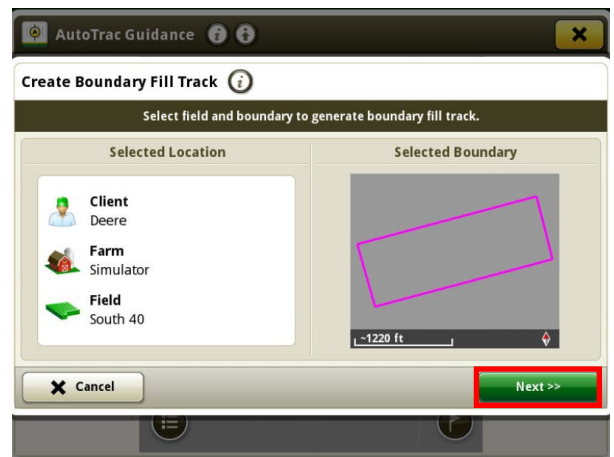 AutoTrac Guidance
Create Boundary Fill Track
Select field and boundary to generate boundary fill track.
Selected Location
Client
Deere
Farm
Simulator
Field
South 40
Selected Boundary
~1220 ft
Cancel
Next >>